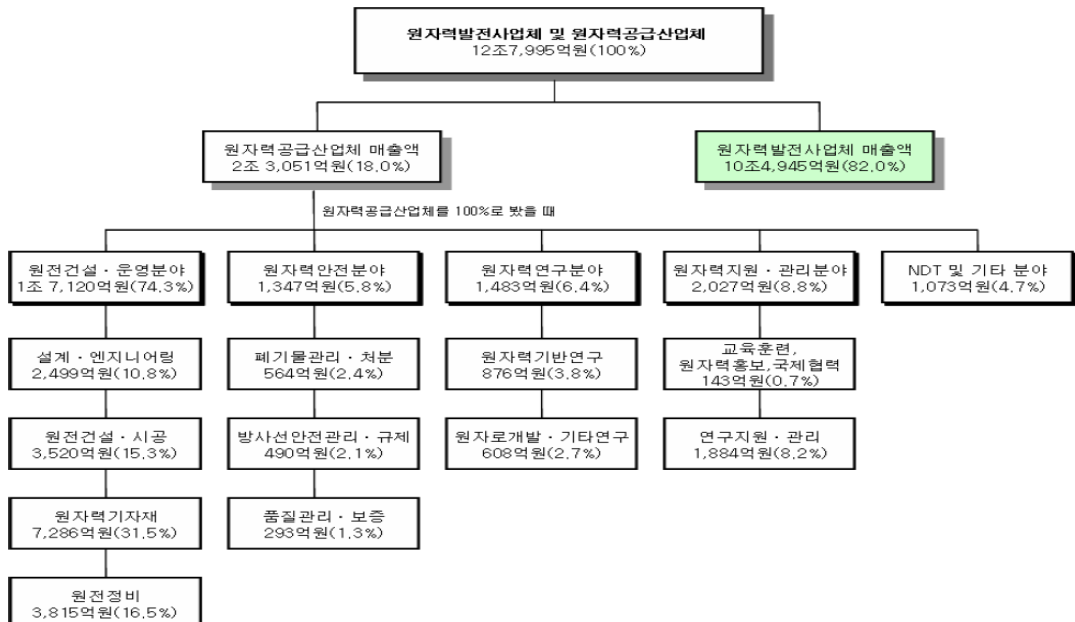 원자력발전사업체 및 원자력공급산업체
12조7,995억원(100%)
원자력공급산업체 매출액
2조 3,051억원(18.0%)
원자력발전사업체 매출액
10조4,945억원(82.0%)
원자력공급산업체를 100%로 봤을 때
원전건설·운영분야
1조 7,120억원(74.3%)
원자력안전분야
1,347억원(5.8%)
원자력연구분야
1,483억원(6.4%)
원자력지원·관리분야
2,027억원(8.8%)
NDT 및 기타 분야
1,073억원(4.7%)
설계·엔지니어링
2,499억원(10.8%)
폐기물관리·처분
564억원(2.4%)
원자력기반연구
876억원(3.8%)
교육훈련,
원자력홍보,국제협력
143억원(0.7%)
원전건설·시공
3,520억원(15.3%)
방사선안전관리·규제
490억원(2.1%)
원자로개발·기타연구
608억원(2.7%)
연구지원·관리
1,884억원(8.2%)
원자력기자재
7,286억원(31.5%)
품질관리·보증
293억원(1.3%)
원전정비
3,815억원(16.5%)